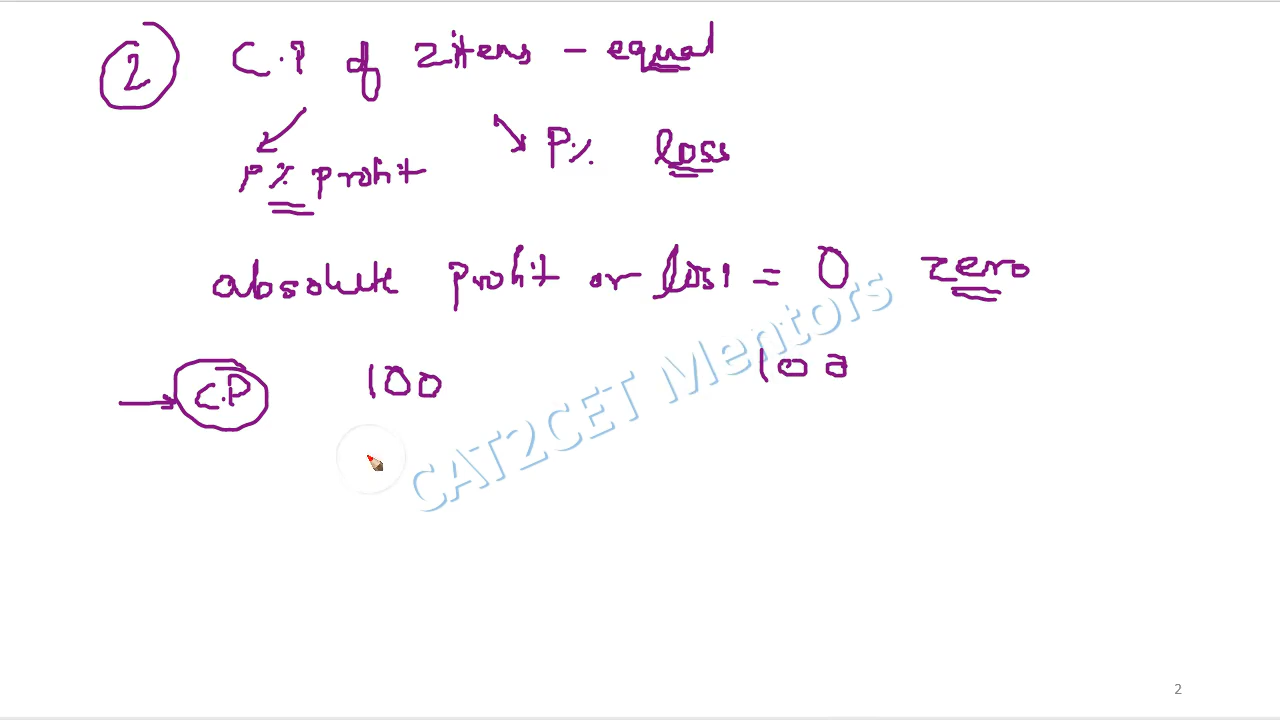 2 C.P of 2 items - equal
P% profit P% loss
absolute profit or loss = 0 zero
C.P 100 100
CAT2CET Mentors
2